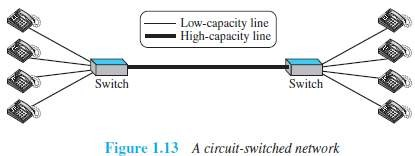 Low-capacity line
High-capacity line
Switch
Switch
Figure 1.13 A circuit-switched network